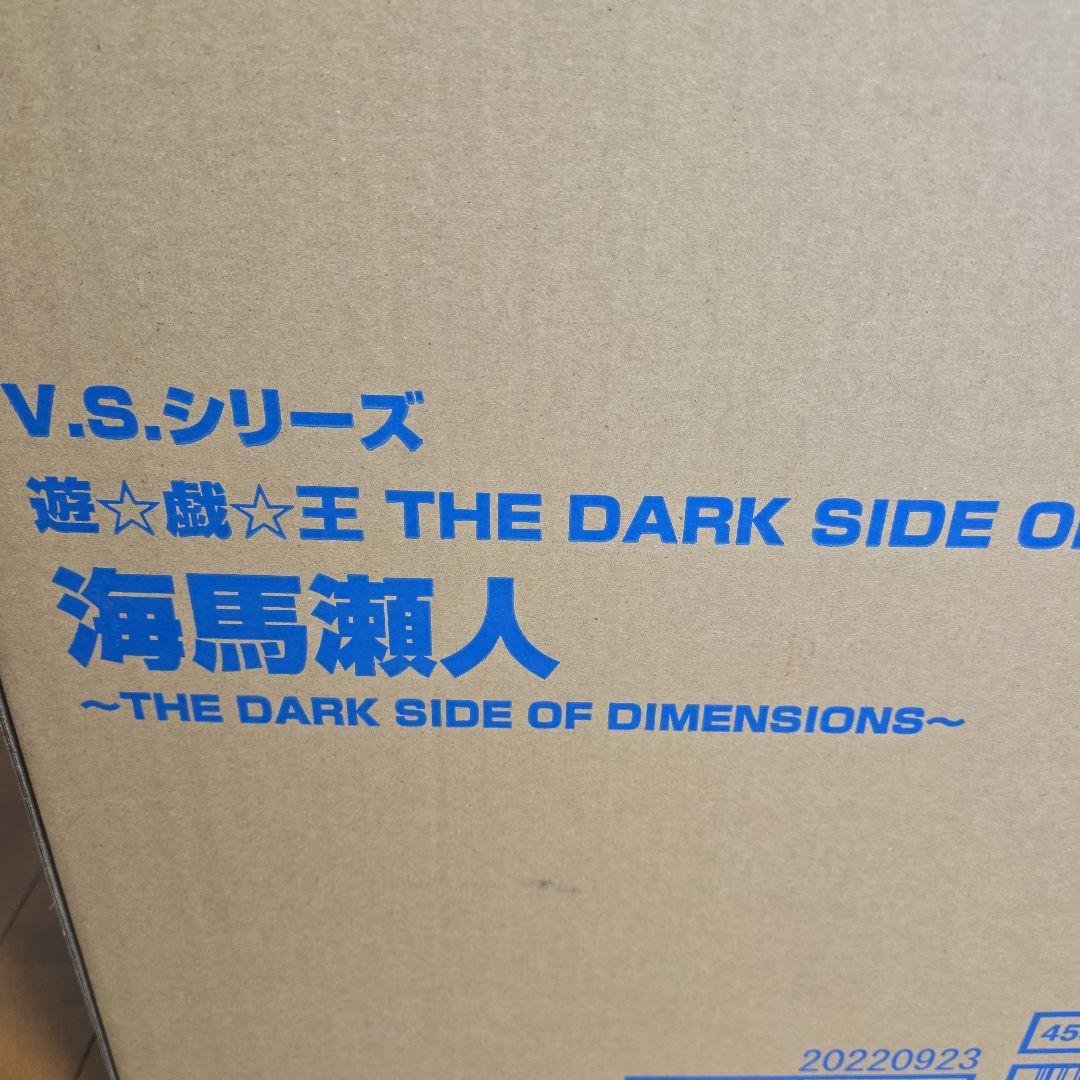 V.S.シリーズ
遊☆戯☆王 THE DARK SIDE
海馬瀬人
～THE DARK SIDE OF DIMENSIONS～
20220923